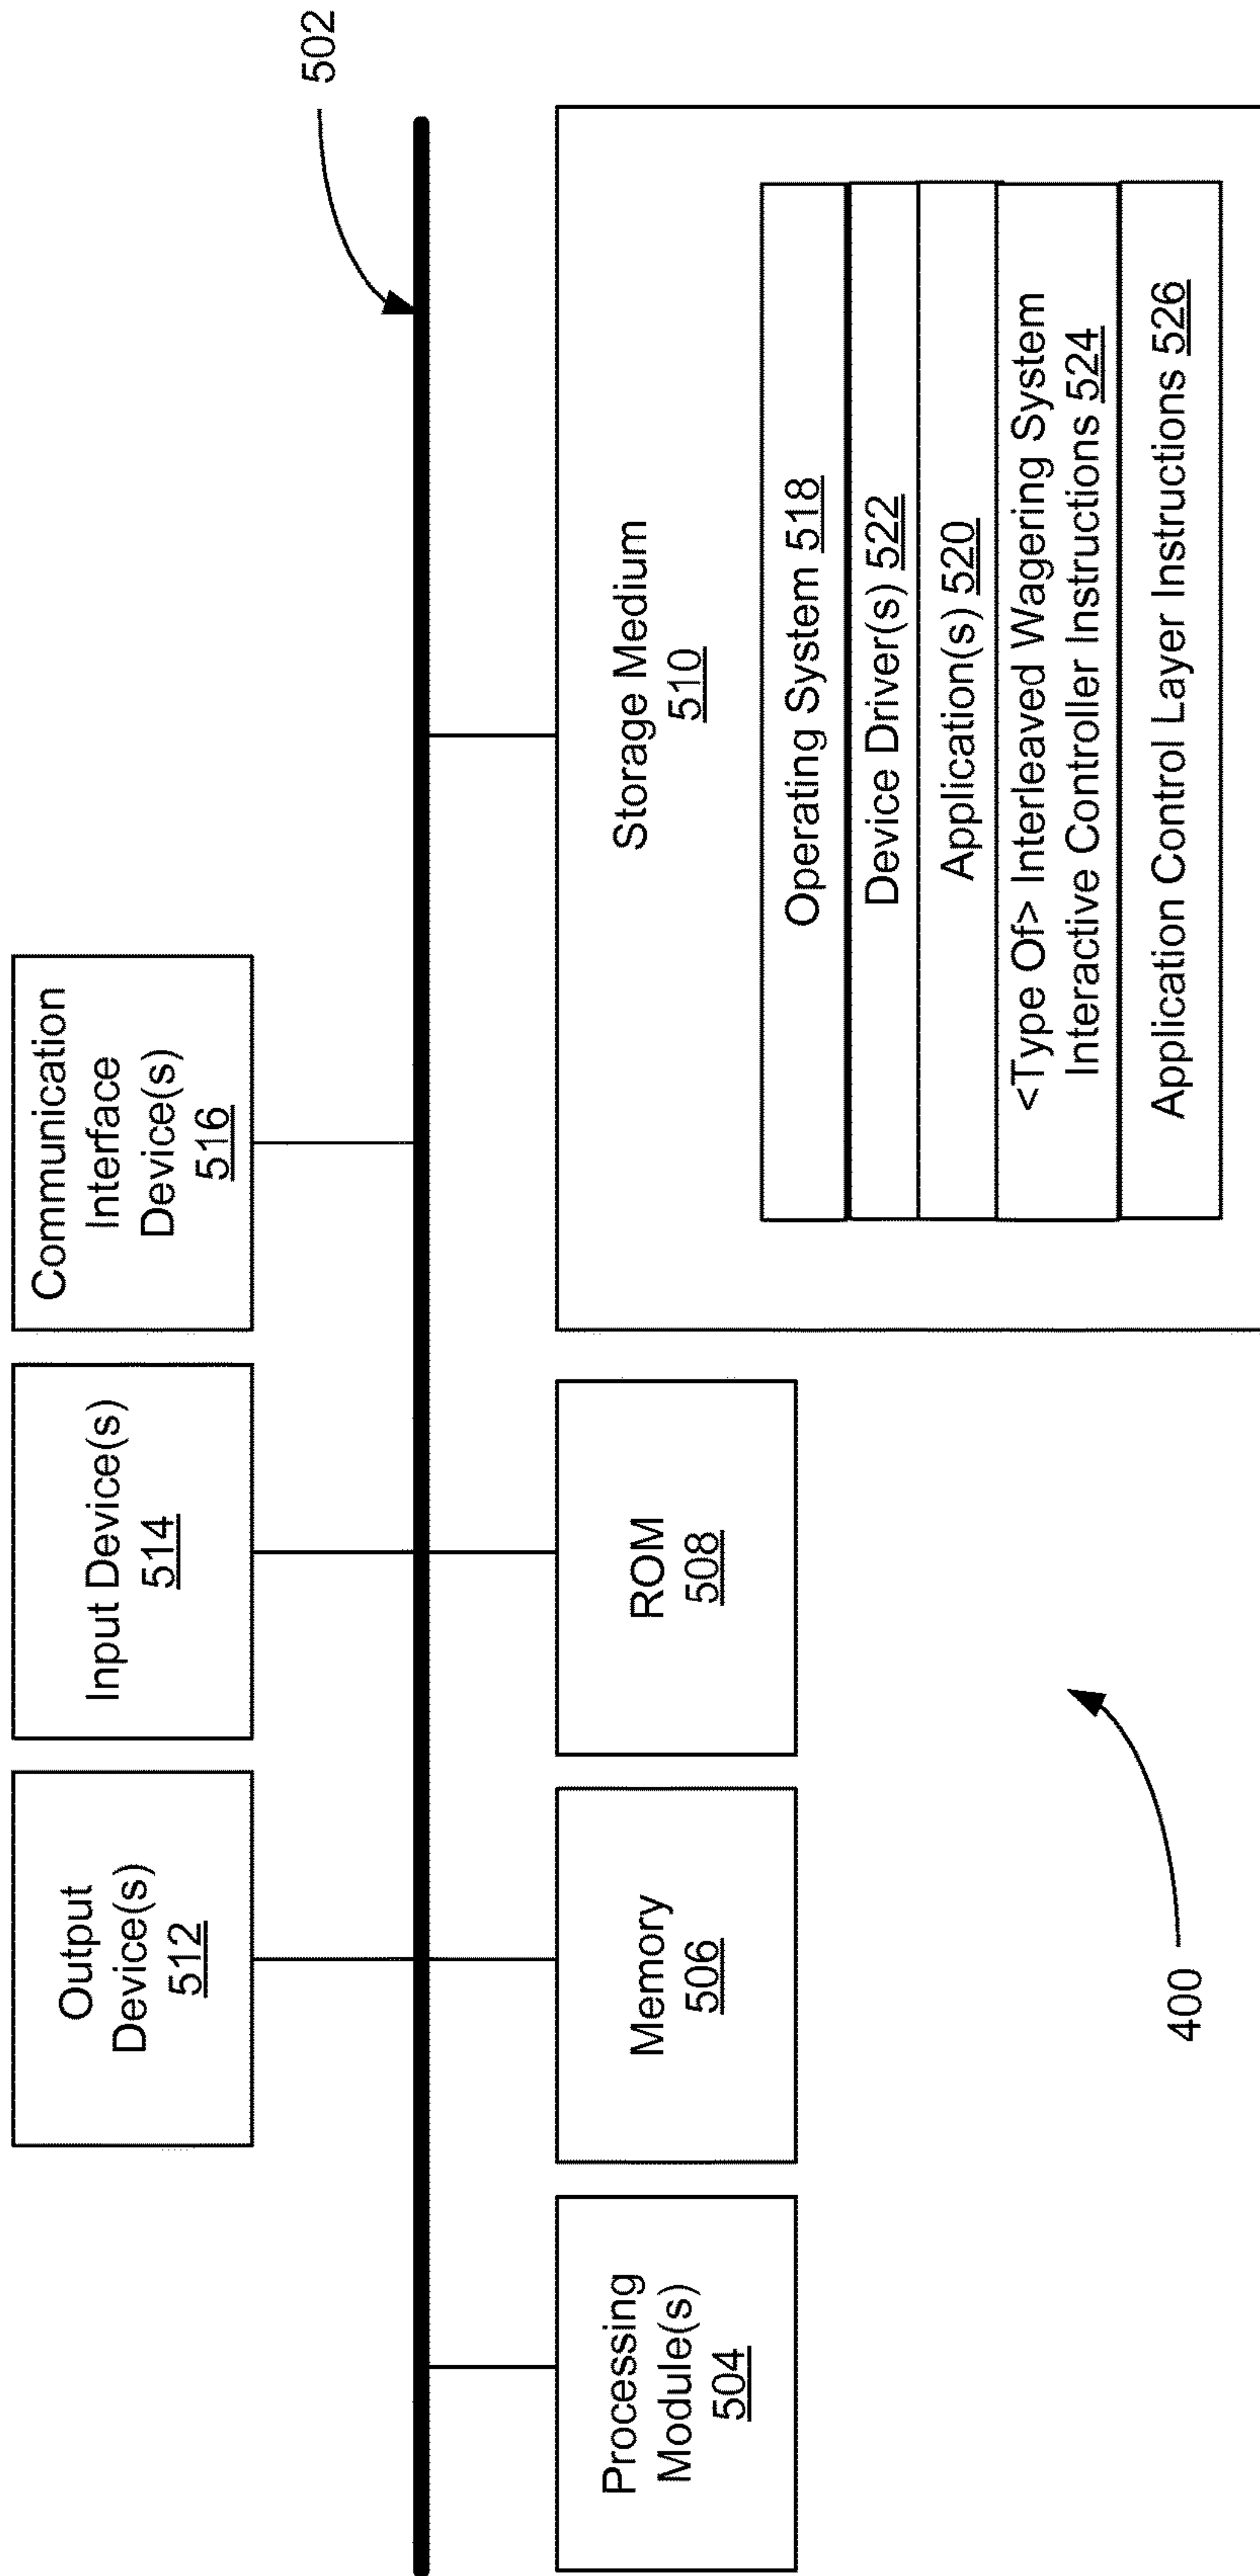 502
Output
Device(s)
512
Input Device(s)
514
Communication
Interface
Device(s)
516
Processing
Module(s)
504
Memory
506
ROM
508
Storage Medium
510
Operating System 518
Device Driver(s) 522
Application(s) 520
<Type Of> Interleaved Wagering System
Interactive Controller Instructions 524
Application Control Layer Instructions 526
400